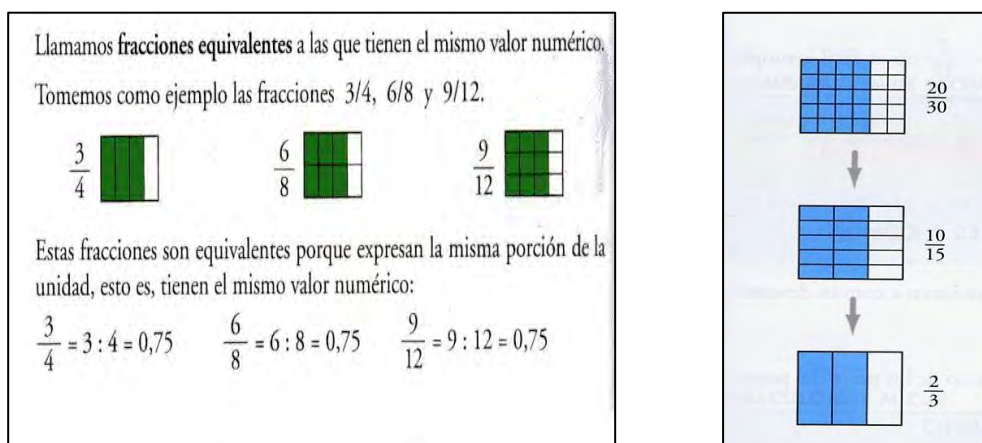 Llamamos fracciones equivalentes a las que tienen el mismo valor numérico.
Tomemos como ejemplo las fracciones 3/4, 6/8 y 9/12.
3/4 6/8 9/12
Estas fracciones son equivalentes porque expresan la misma porción de la
unidad, esto es, tienen el mismo valor numérico:
3/4 = 3 : 4 = 0,75 6/8 = 6 : 8 = 0,75 9/12 = 9 : 12 = 0,75
20/30
10/15
2/3